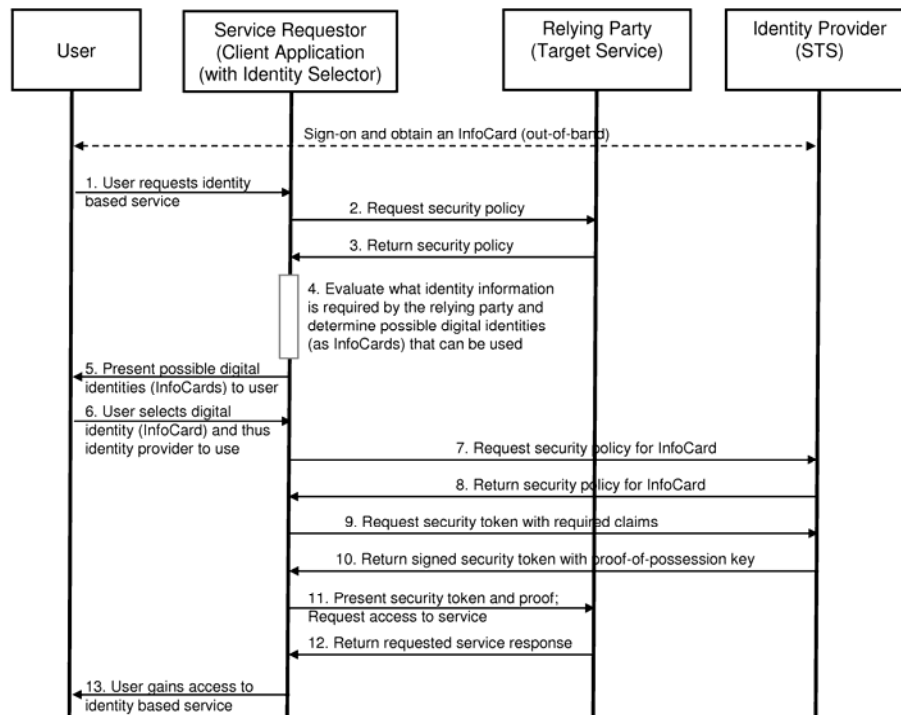 User
Service Requestor
(Client Application
(with Identity Selector)
Relying Party
(Target Service)
Identity Provider
(STS)
Sign-on and obtain an InfoCard (out-of-band)
1. User requests identity
based service
2. Request security policy
3. Return security policy
4. Evaluate what identity information
is required by the relying party and
determine possible digital identities
(as InfoCards) that can be used
5. Present possible digital
identities (InfoCards) to user
6. User selects digital
identity (InfoCard) and thus
identity provider to use
7. Request security policy for InfoCard
8. Return security policy for InfoCard
9. Request security token with required claims
10. Return signed security token with proof-of-possession key
11. Present security token and proof;
Request access to service
12. Return requested service response
13. User gains access to
identity based service